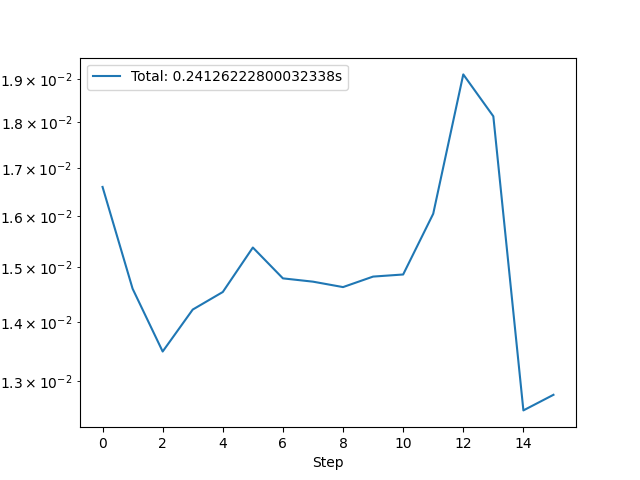 Total: 0.24126222800032338s
1.9 × 10⁻²
1.8 × 10⁻²
1.7 × 10⁻²
1.6 × 10⁻²
1.5 × 10⁻²
1.4 × 10⁻²
1.3 × 10⁻²
0 2 4 6 8 10 12 14
Step